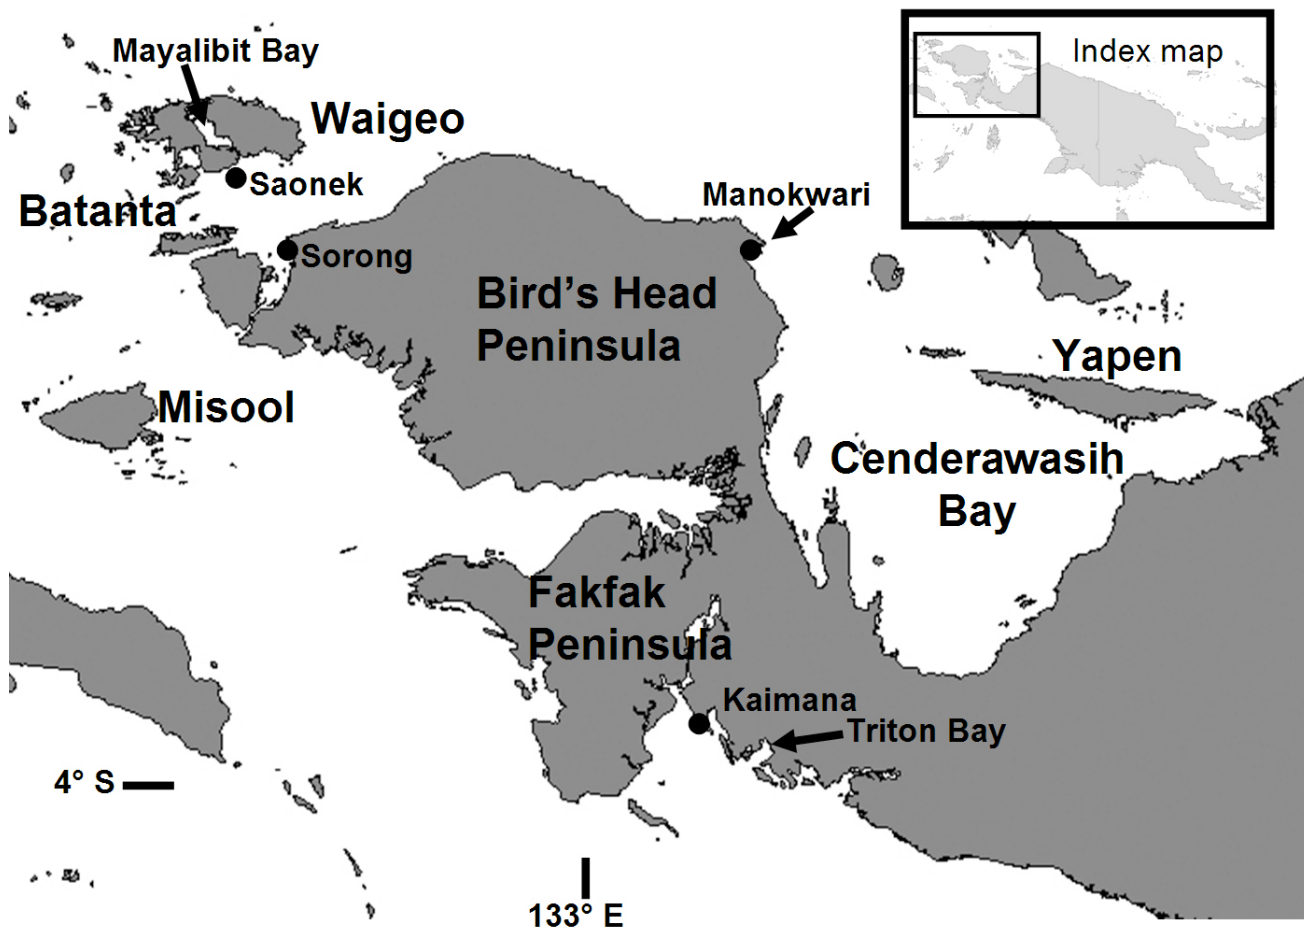 Mayalibit Bay
Index map
Waigeo
Saonek
Manokwari
Batanta
Sorong
Bird’s Head
Peninsula
Yapen
Misool
Cenderawasih
Bay
Fakfak
Peninsula
Kaimana
Triton Bay
4° S
133° E